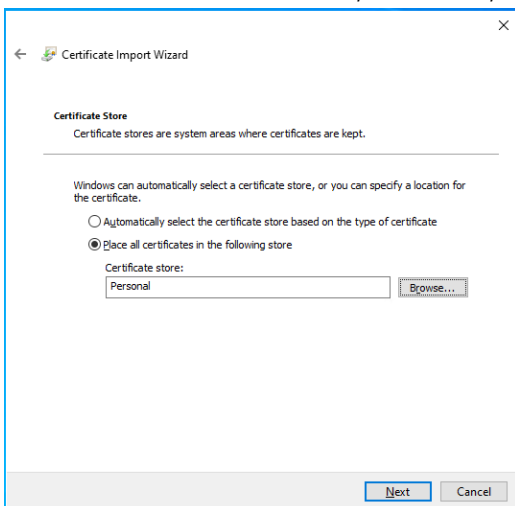 Certificate Import Wizard
Certificate Store
Certificate stores are system areas where certificates are kept.
Windows can automatically select a certificate store, or you can specify a location for
the certificate.
Automatically select the certificate store based on the type of certificate
Place all certificates in the following store
Certificate store:
Personal
Browse...
Next
Cancel